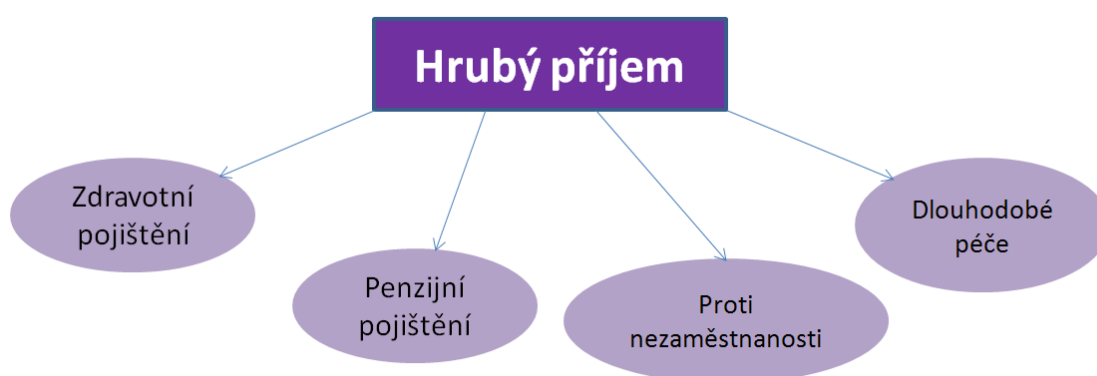 Hrubý příjem
Zdravotní
pojištění
Penzijní
pojištění
Proti
nezaměstnanosti
Dlouhodobé
péče